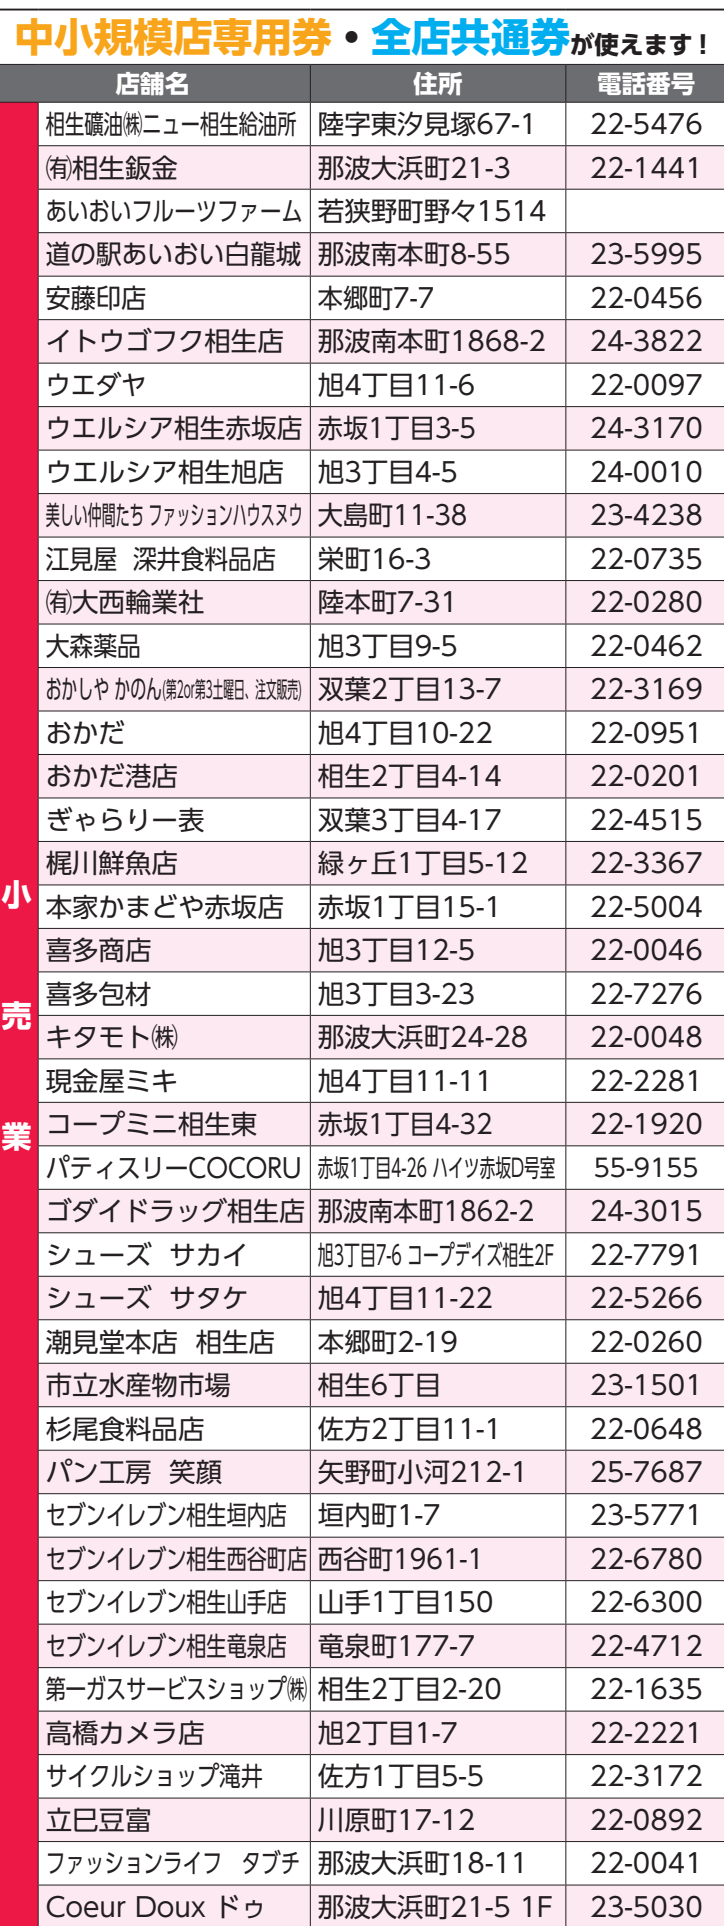 中小規模店専用券・全店共通券が使えます!
店舗名 住所 電話番号
小売業
相生礦油㈱ニュー相生給油所 陸字東汐見塚67-1 22-5476
㈲相生鈑金 那波大浜町21-3 22-1441
あいおいフルーツファーム 若狭野町野々1514
道の駅あいおい白龍城 那波南本町8-55 23-5995
安藤印店 本郷町7-7 22-0456
イトウゴフク相生店 那波南本町1868-2 24-3822
ウエダヤ 旭4丁目11-6 22-0097
ウエルシア相生赤坂店 赤坂1丁目3-5 24-3170
ウエルシア相生旭店 旭3丁目4-5 24-0010
美しい仲間たち ファッションハウスヌウ 大島町11-38 23-4238
江見屋 深井食料品店 栄町16-3 22-0735
㈲大西輪業社 陸本町7-31 22-0280
大森薬品 旭3丁目9-5 22-0462
おかしや かのん(第2or第3土曜日、注文販売) 双葉2丁目13-7 22-3169
おかだ 旭4丁目10-22 22-0951
おかだ港店 相生2丁目4-14 22-0201
ぎゃらりー表 双葉3丁目4-17 22-4515
梶川鮮魚店 緑ヶ丘1丁目5-12 22-3367
本家かまどや赤坂店 赤坂1丁目15-1 22-5004
喜多商店 旭3丁目12-5 22-0046
喜多包材 旭3丁目3-23 22-7276
キタモト㈱ 那波大浜町24-28 22-0048
現金屋ミキ 旭4丁目11-11 22-2281
コープミニ相生東 赤坂1丁目4-32 22-1920
パティスリーCOCORU 赤坂1丁目4-26 ハイツ赤坂D号室 55-9155
ゴダイドラッグ相生店 那波南本町1862-2 24-3015
シューズ サカイ 旭3丁目7-6 コープデイズ相生2F 22-7791
シューズ サタケ 旭4丁目11-22 22-5266
潮見堂本店 相生店 本郷町2-19 22-0260
市立水産物市場 相生6丁目 23-1501
杉尾食料品店 佐方2丁目11-1 22-0648
パン工房 笑顔 矢野町小河212-1 25-7687
セブンイレブン相生垣内店 垣内町1-7 23-5771
セブンイレブン相生西谷町店 西谷町1961-1 22-6780
セブンイレブン相生山手店 山手1丁目150 22-6300
セブンイレブン相生竜泉店 竜泉町177-7 22-4712
第一ガスサービスショップ㈱ 相生2丁目2-20 22-1635
高橋カメラ店 旭2丁目1-7 22-2221
サイクルショップ滝井 佐方1丁目5-5 22-3172
立巳豆富 川原町17-12 22-0892
ファッションライフ タブチ 那波大浜町18-11 22-0041
Coeur Doux ドゥ 那波大浜町21-5 1F 23-5030